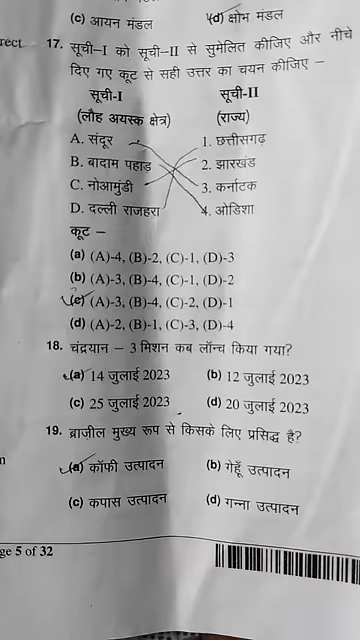 (c) आयन मंडल (d) क्षोभ मंडल
rect
17. सूची–I को सूची–II से सुमेलित कीजिए और नीचे
दिए गए कूट से सही उत्तर का चयन कीजिए –
सूची-I सूची-II
(लौह अयस्क क्षेत्र) (राज्य)
A. संदूर 1. छत्तीसगढ़
B. बादाम पहाड़ 2. झारखंड
C. नोआमुंडी 3. कर्नाटक
D. दल्ली राजहरा 4. ओडिशा
कूट –
(a) (A)-4, (B)-2, (C)-1, (D)-3
(b) (A)-3, (B)-4, (C)-1, (D)-2
(c) (A)-3, (B)-4, (C)-2, (D)-1
(d) (A)-2, (B)-1, (C)-3, (D)-4
18. चंद्रयान – 3 मिशन कब लॉन्च किया गया?
(a) 14 जुलाई 2023 (b) 12 जुलाई 2023
(c) 25 जुलाई 2023 (d) 20 जुलाई 2023
19. ब्राज़ील मुख्य रूप से किसके लिए प्रसिद्ध है?
n
(a) कॉफी उत्पादन (b) गेहूँ उत्पादन
(c) कपास उत्पादन (d) गन्ना उत्पादन
ge 5 of 32